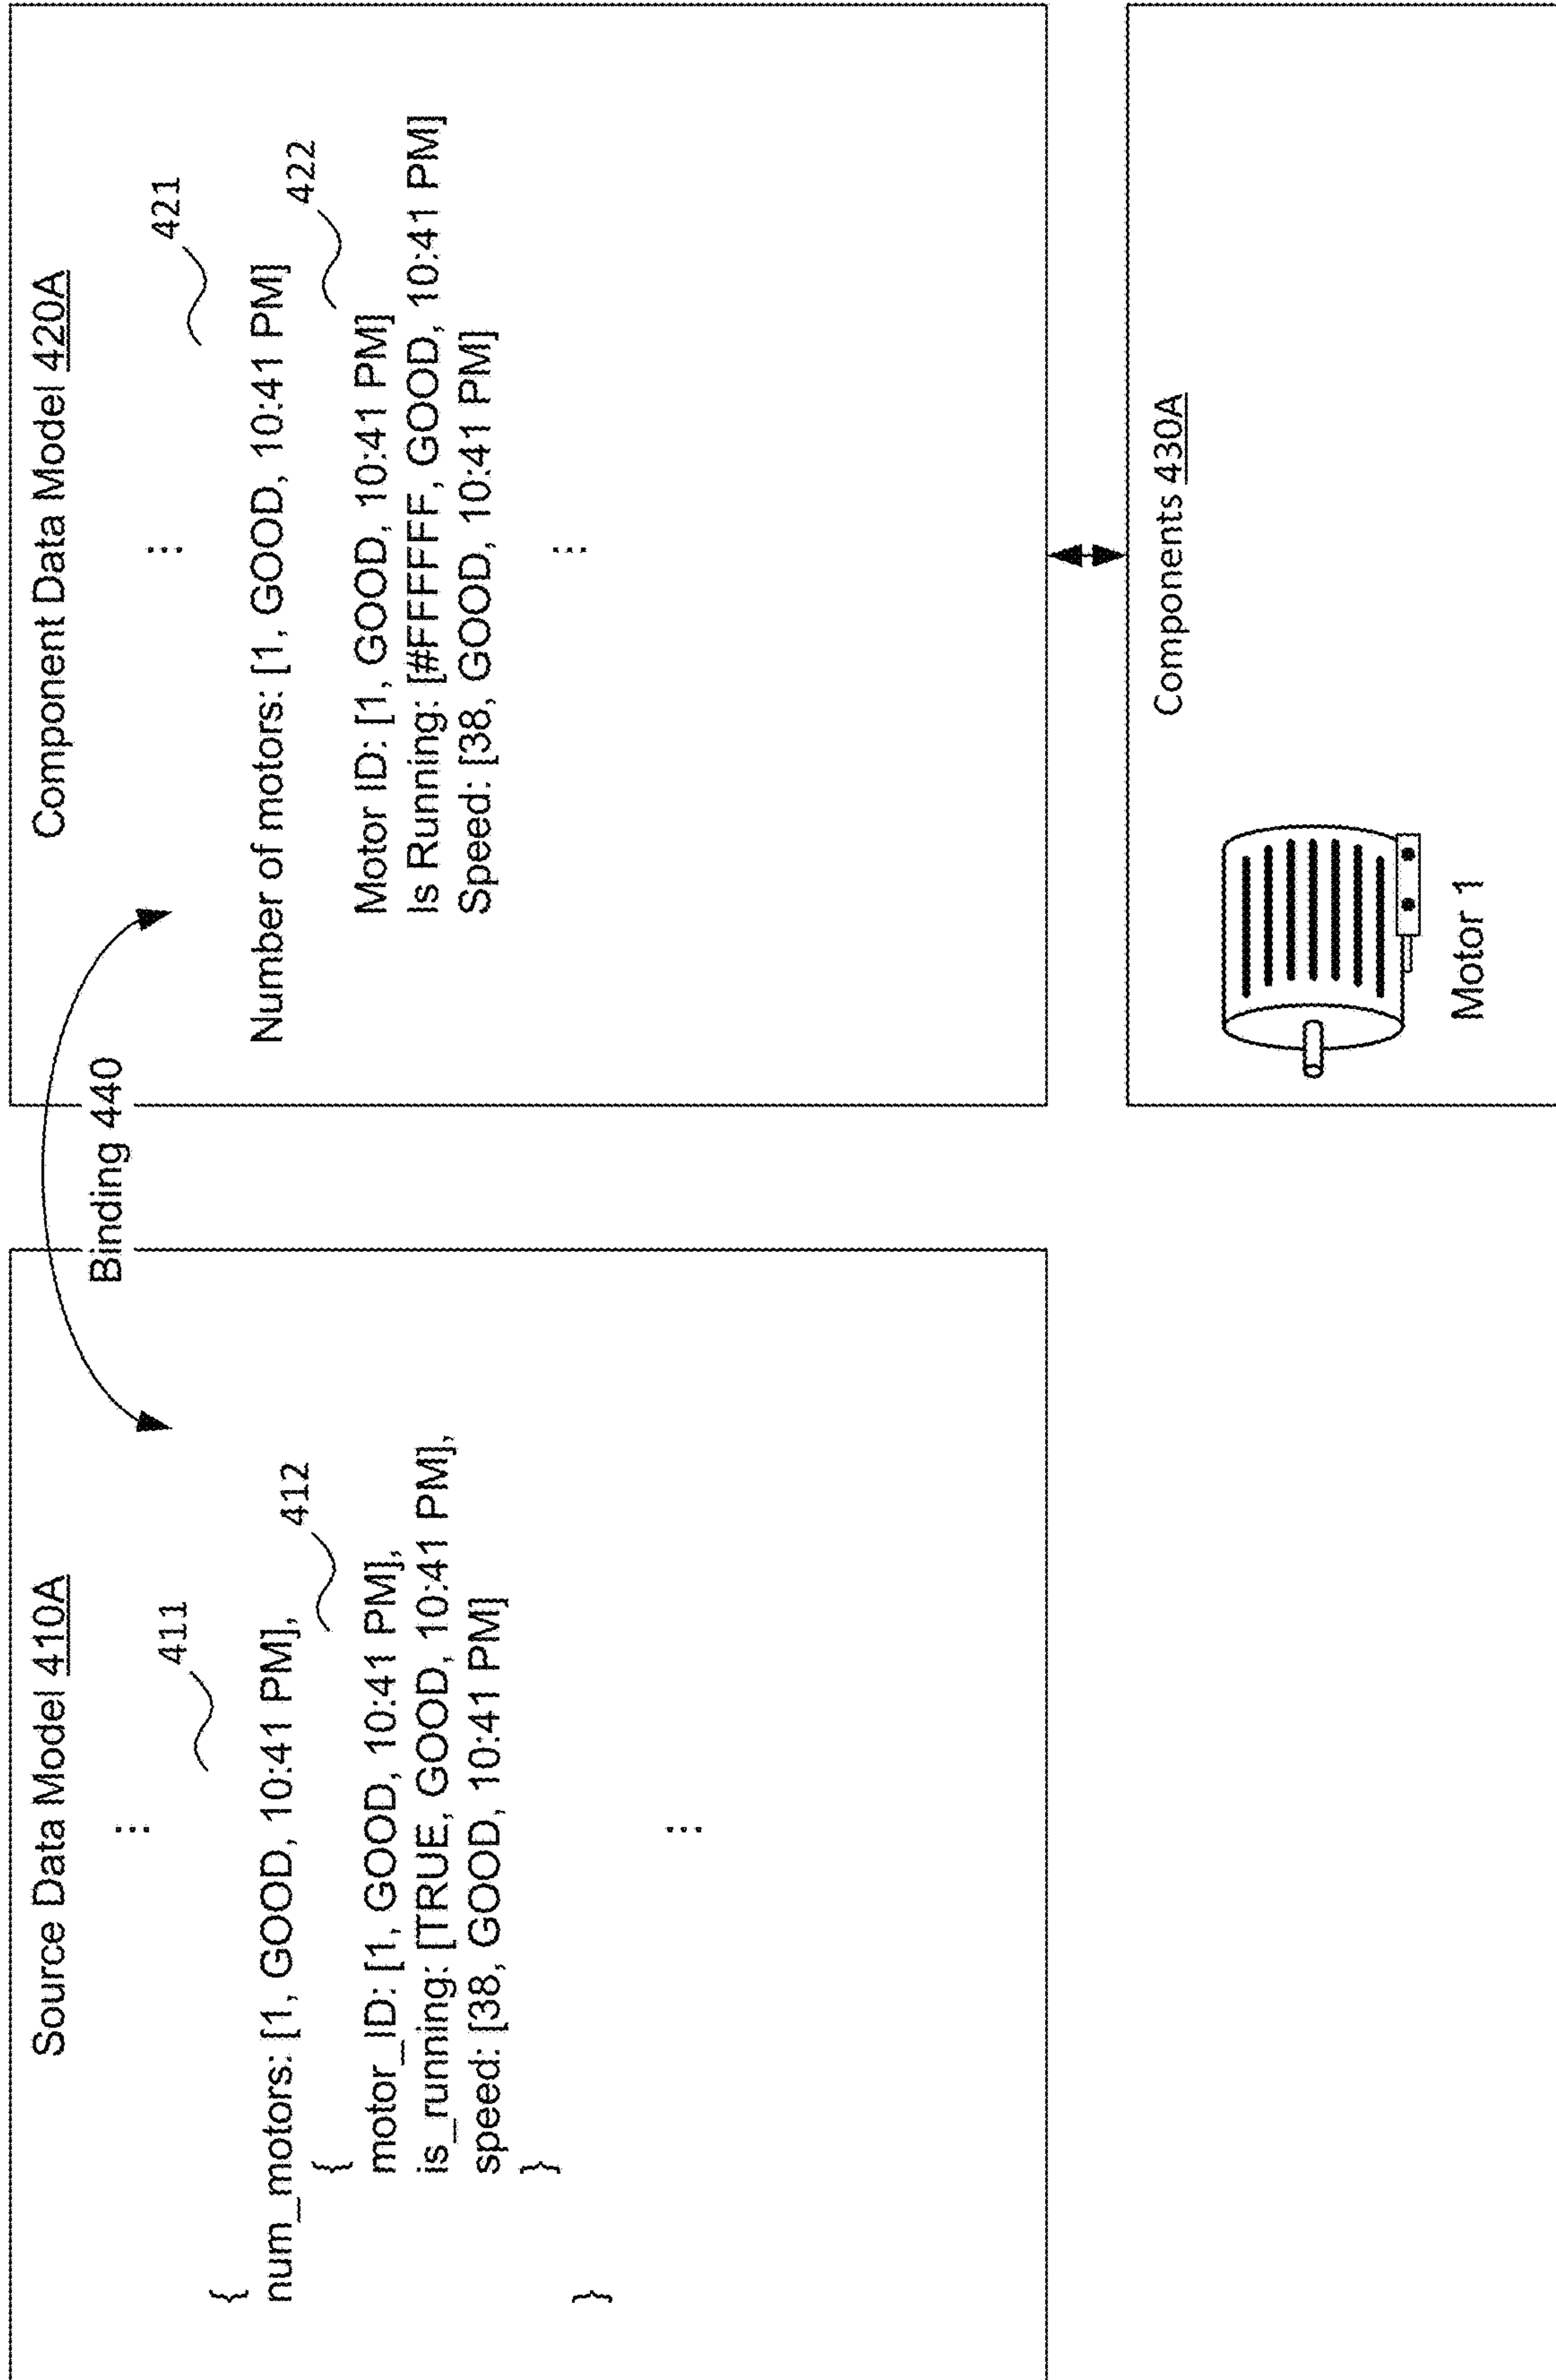 Source Data Model 410A
...
411
{
num_motors: [1, GOOD, 10:41 PM],
412
{
motor_ID: [1, GOOD, 10:41 PM],
is_running: [TRUE, GOOD, 10:41 PM],
speed: [38, GOOD, 10:41 PM]
}
}
...
Binding 440
Component Data Model 420A
...
421
Number of motors: [1, GOOD, 10:41 PM]
422
Motor ID: [1, GOOD, 10:41 PM]
Is Running: [#FFFFF, GOOD, 10:41 PM]
Speed: [38, GOOD, 10:41 PM]
...
Components 430A
Motor 1